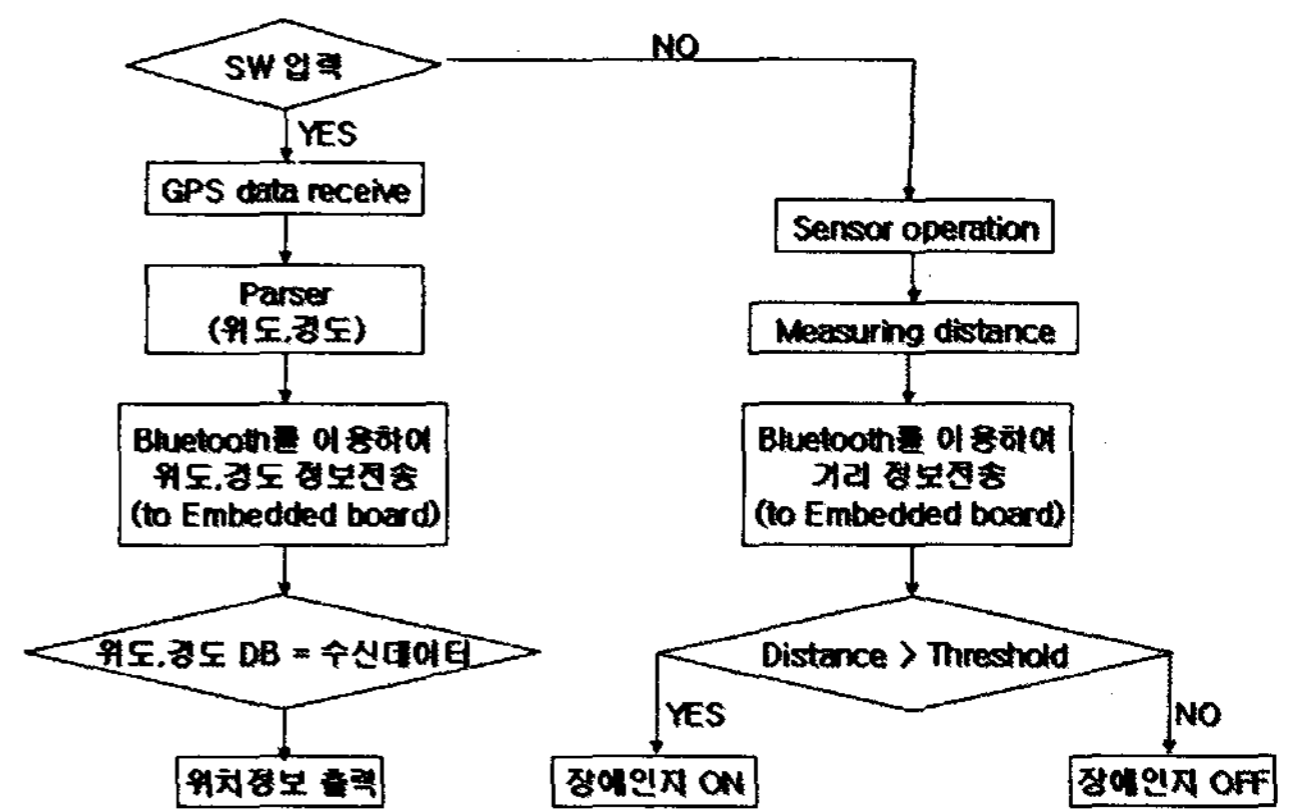 SW 입력
NO
YES
GPS data receive
Parser
(위도,경도)
Bluetooth를 이용하여
위도,경도 정보전송
(to Embedded board)
위도,경도 DB = 수신데이터
위치정보 출력
Sensor operation
Measuring distance
Bluetooth를 이용하여
거리 정보전송
(to Embedded board)
Distance > Threshold
YES
NO
장애인지 ON
장애인지 OFF